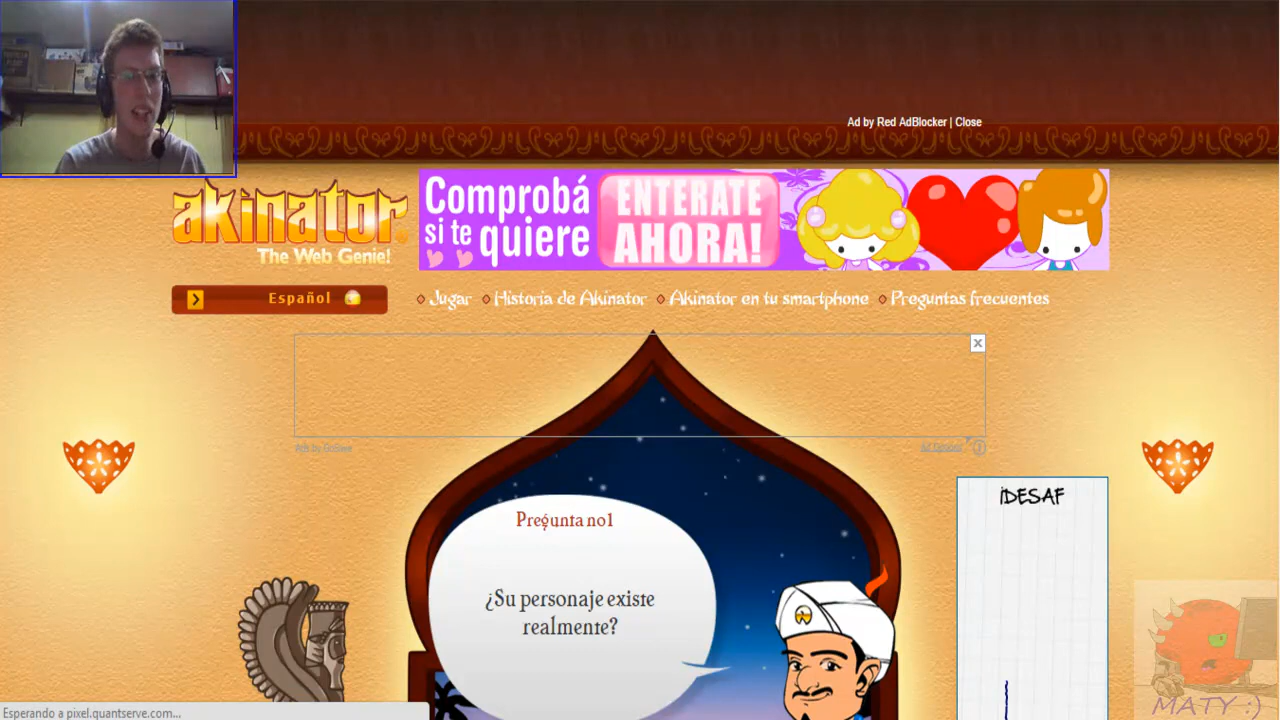 Ad by Red AdBlocker | Close
akinator
The Web Genie!
Comprobá
si te quiere
ENTERATE
AHORA!
Español
Jugar
Historia de Akinator
Akinator en tu smartphone
Preguntas frecuentes
x
Ad Options
Pregunta no1
¿Su personaje existe
realmente?
¡DESAF
Esperando a pixel.quantserve.com...
MATY :)